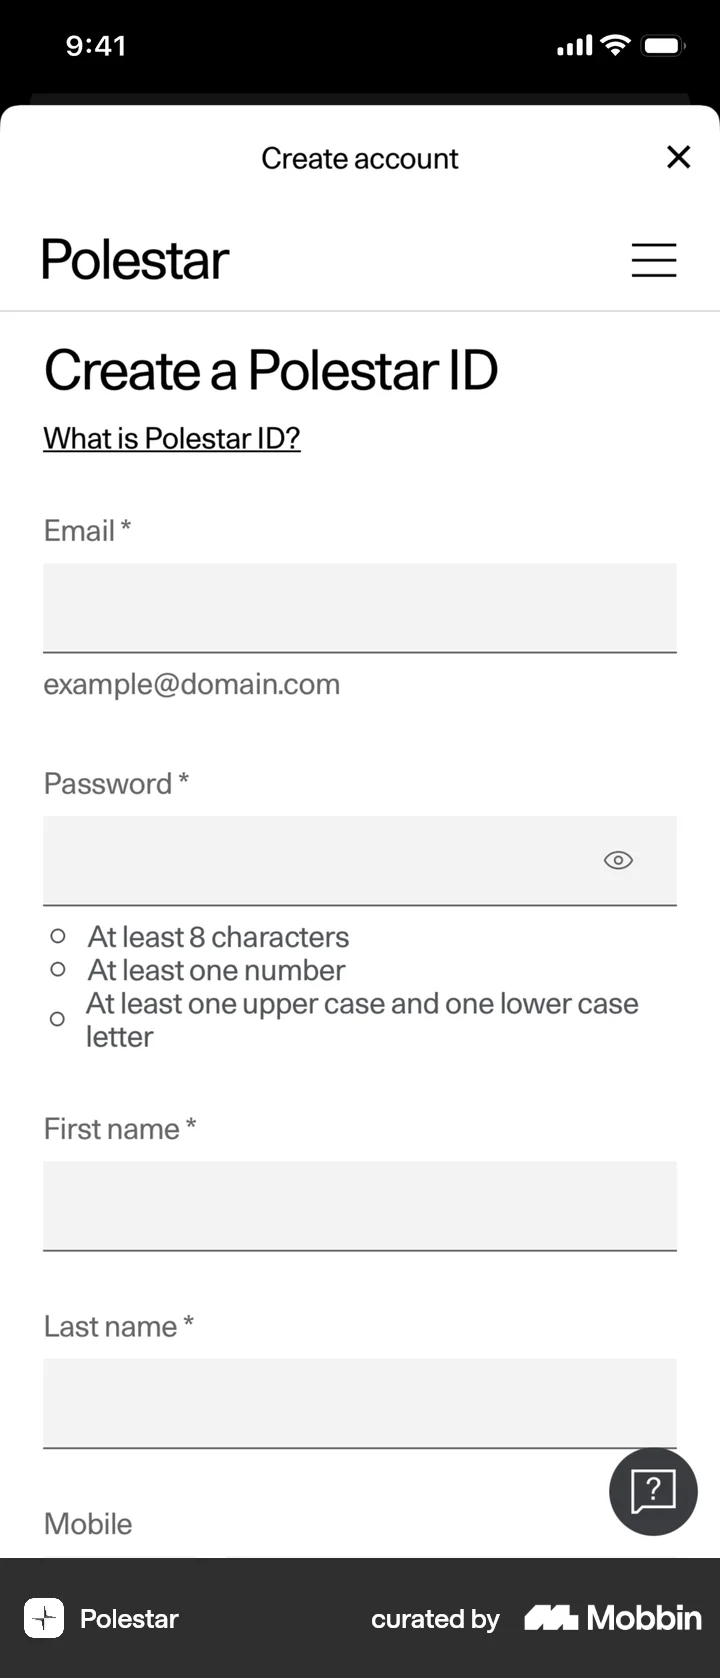 9:41
Create account
Polestar
Create a Polestar ID
What is Polestar ID?
Email *
example@domain.com
Password *
At least 8 characters
At least one number
At least one upper case and one lower case
letter
First name *
Last name *
?
Mobile
Polestar
curated by Mobbin